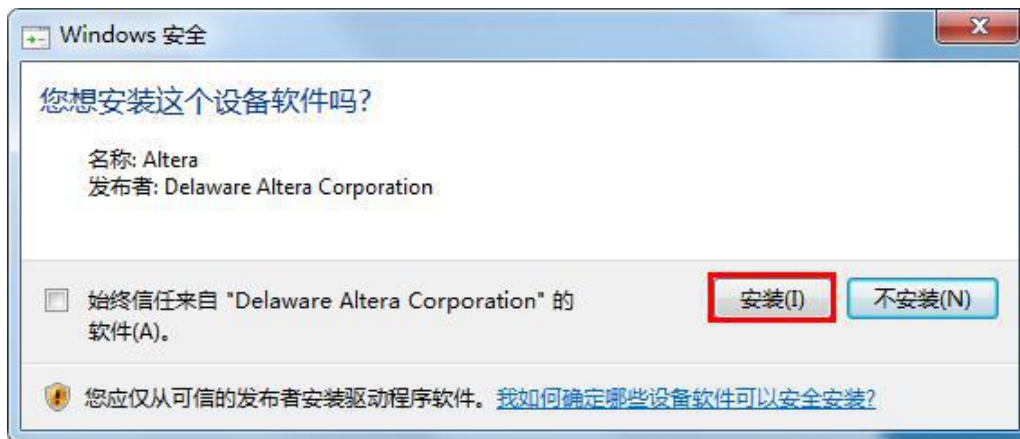 Windows 安全
您想安装这个设备软件吗?
名称: Altera
发布者: Delaware Altera Corporation
始终信任来自 "Delaware Altera Corporation" 的
软件(A)。
安装(I)
不安装(N)
您应仅从可信的发布者安装驱动程序软件。我如何确定哪些设备软件可以安全安装?